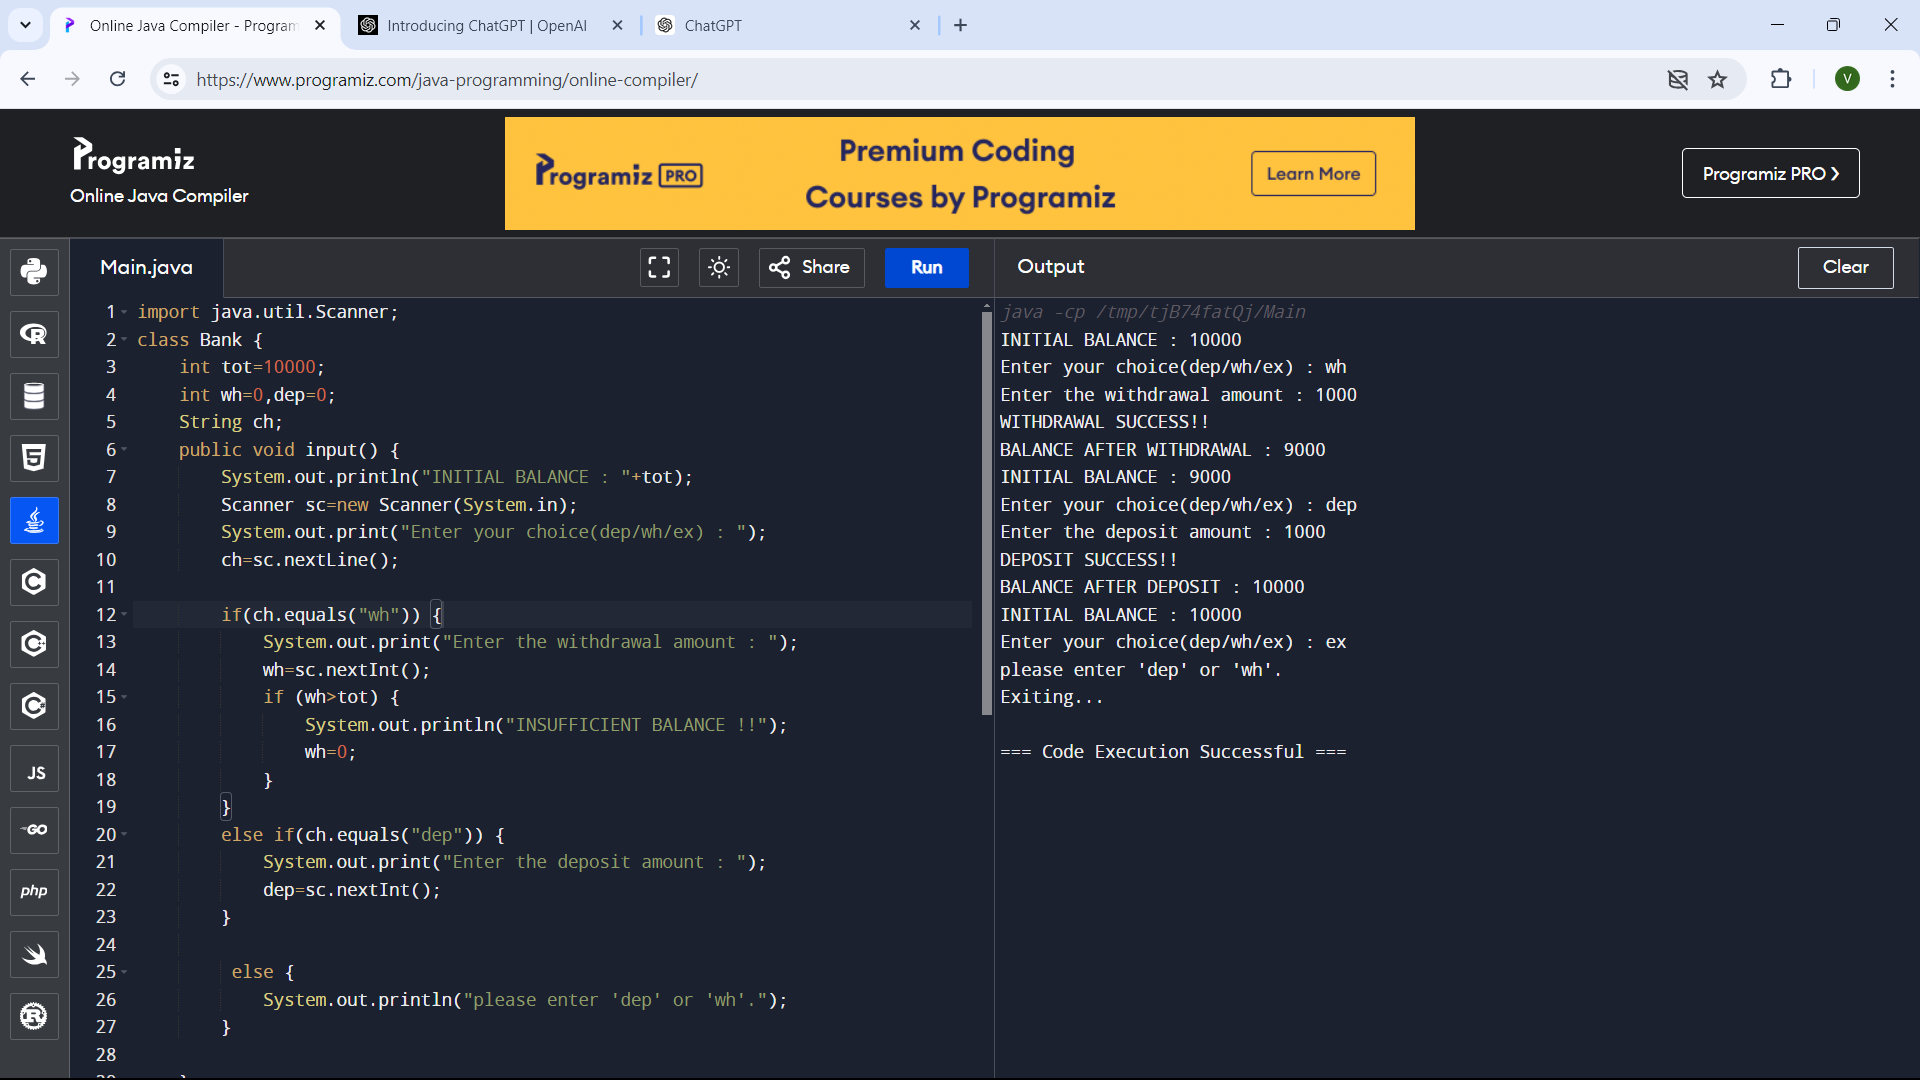 Online Java Compiler - Program
Introducing ChatGPT | OpenAI
ChatGPT
https://www.programiz.com/java-programming/online-compiler/
V
Programiz
Online Java Compiler
Programiz PRO
Premium Coding
Courses by Programiz
Learn More
Programiz PRO
Main.java
Share
Run
Output
Clear
1 import java.util.Scanner;
2 class Bank {
3 int tot=10000;
4 int wh=0,dep=0;
5 String ch;
6 public void input() {
7 System.out.println("INITIAL BALANCE : "+tot);
8 Scanner sc=new Scanner(System.in);
9 System.out.print("Enter your choice(dep/wh/ex) : ");
10 ch=sc.nextLine();
11
12 if(ch.equals("wh")) {
13 System.out.print("Enter the withdrawal amount : ");
14 wh=sc.nextInt();
15 if (wh>tot) {
16 System.out.println("INSUFFICIENT BALANCE !!");
17 wh=0;
18 }
19 }
20 else if(ch.equals("dep")) {
21 System.out.print("Enter the deposit amount : ");
22 dep=sc.nextInt();
23 }
24
25 else {
26 System.out.println("please enter 'dep' or 'wh'.");
27 }
28
java -cp /tmp/tjB74fatQj/Main
INITIAL BALANCE : 10000
Enter your choice(dep/wh/ex) : wh
Enter the withdrawal amount : 1000
WITHDRAWAL SUCCESS!!
BALANCE AFTER WITHDRAWAL : 9000
INITIAL BALANCE : 9000
Enter your choice(dep/wh/ex) : dep
Enter the deposit amount : 1000
DEPOSIT SUCCESS!!
BALANCE AFTER DEPOSIT : 10000
INITIAL BALANCE : 10000
Enter your choice(dep/wh/ex) : ex
please enter 'dep' or 'wh'.
Exiting...
=== Code Execution Successful ===
R
5
C
C
C
JS
GO
php
R